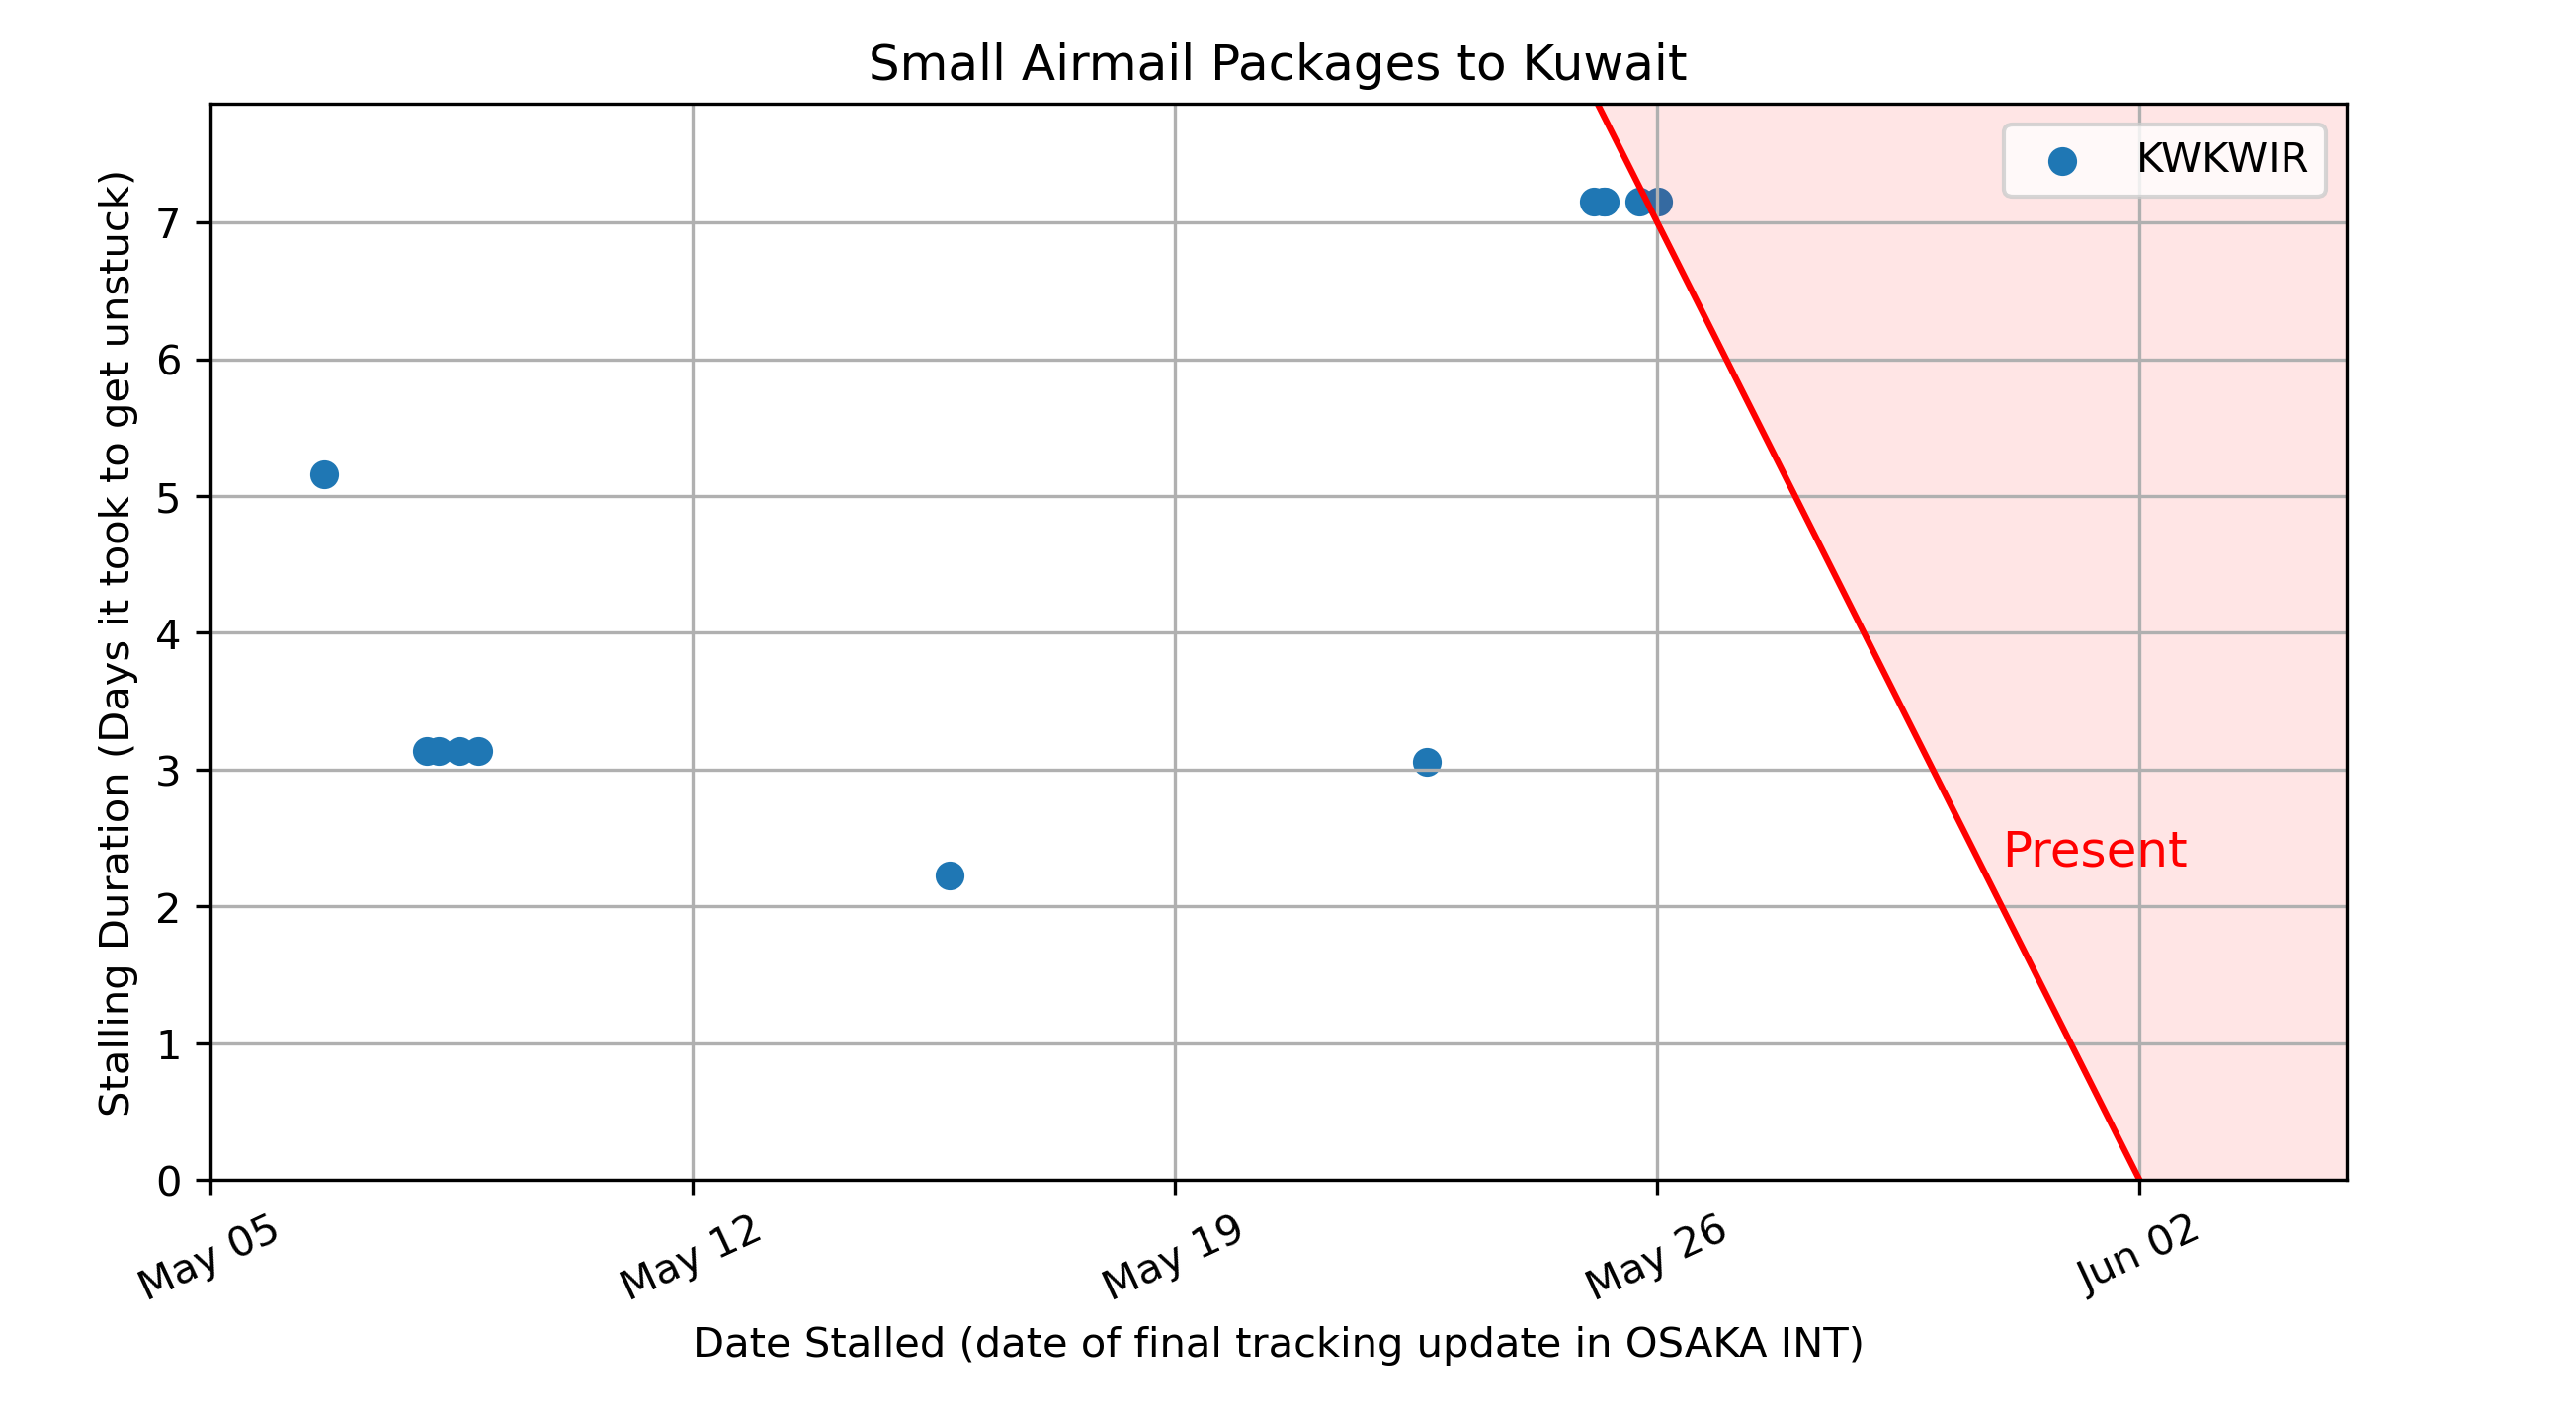 Small Airmail Packages to Kuwait
KWKWIR
Stalling Duration (Days it took to get unstuck)
7
6
5
4
3
2
1
0
Present
May 05
May 12
May 19
May 26
Jun 02
Date Stalled (date of final tracking update in OSAKA INT)